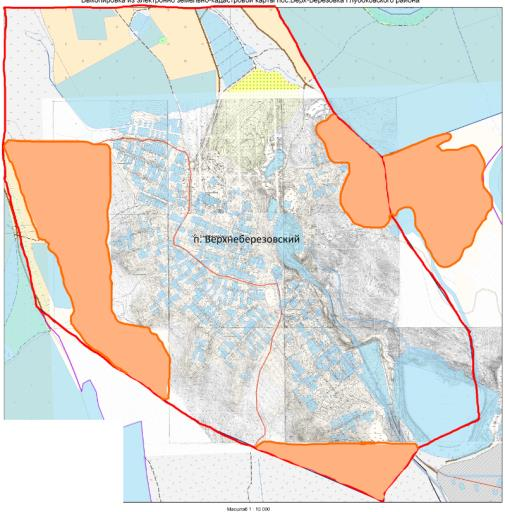 Выкопировка из электронно земельно-кадастровой карты пос.Верх-Березовка Глубоковского района
п. Верхнеберезовский
Масштаб 1 : 10 000